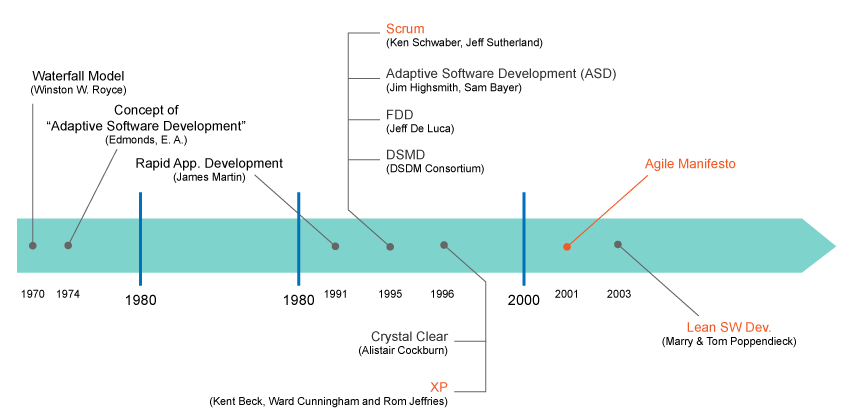 Scrum
(Ken Schwaber, Jeff Sutherland)
Waterfall Model
(Winston W. Royce)
Adaptive Software Development (ASD)
(Jim Highsmith, Sam Bayer)
Concept of
“Adaptive Software Development”
(Edmonds, E. A.)
FDD
(Jeff De Luca)
Rapid App. Development
(James Martin)
DSMD
(DSDM Consortium)
Agile Manifesto
1970
1974
1980
1980
1991
1995
1996
2000
2001
2003
Crystal Clear
(Alistair Cockburn)
Lean SW Dev.
(Marry & Tom Poppendieck)
XP
(Kent Beck, Ward Cunningham and Rom Jeffries)